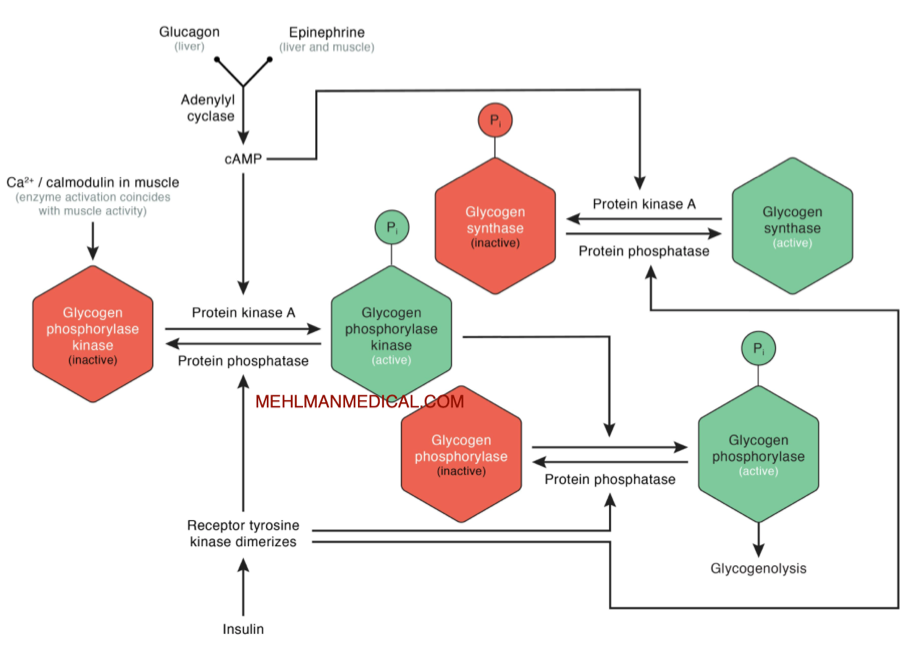 Glucagon
(liver)
Epinephrine
(liver and muscle)
Adenylyl
cyclase
cAMP
Ca²⁺ / calmodulin in muscle
(enzyme activation coincides
with muscle activity)
Pᵢ
Glycogen
synthase
(inactive)
Protein kinase A
Protein phosphatase
Glycogen
synthase
(active)
Glycogen
phosphorylase
kinase
(inactive)
Protein kinase A
Protein phosphatase
Pᵢ
Glycogen
phosphorylase
kinase
(active)
MEHLMANMEDICAL.COM
Glycogen
phosphorylase
(inactive)
Protein phosphatase
Pᵢ
Glycogen
phosphorylase
(active)
Glycogenolysis
Receptor tyrosine
kinase dimerizes
Insulin